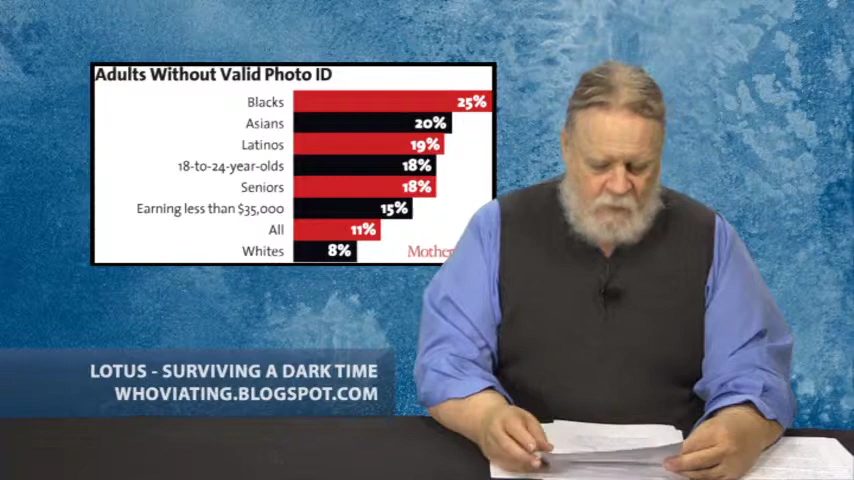 Adults Without Valid Photo ID
Blacks 25%
Asians 20%
Latinos 19%
18-to-24-year-olds 18%
Seniors 18%
Earning less than $35,000 15%
All 11%
Whites 8%
LOTUS - SURVIVING A DARK TIME
WHOVIATING.BLOGSPOT.COM